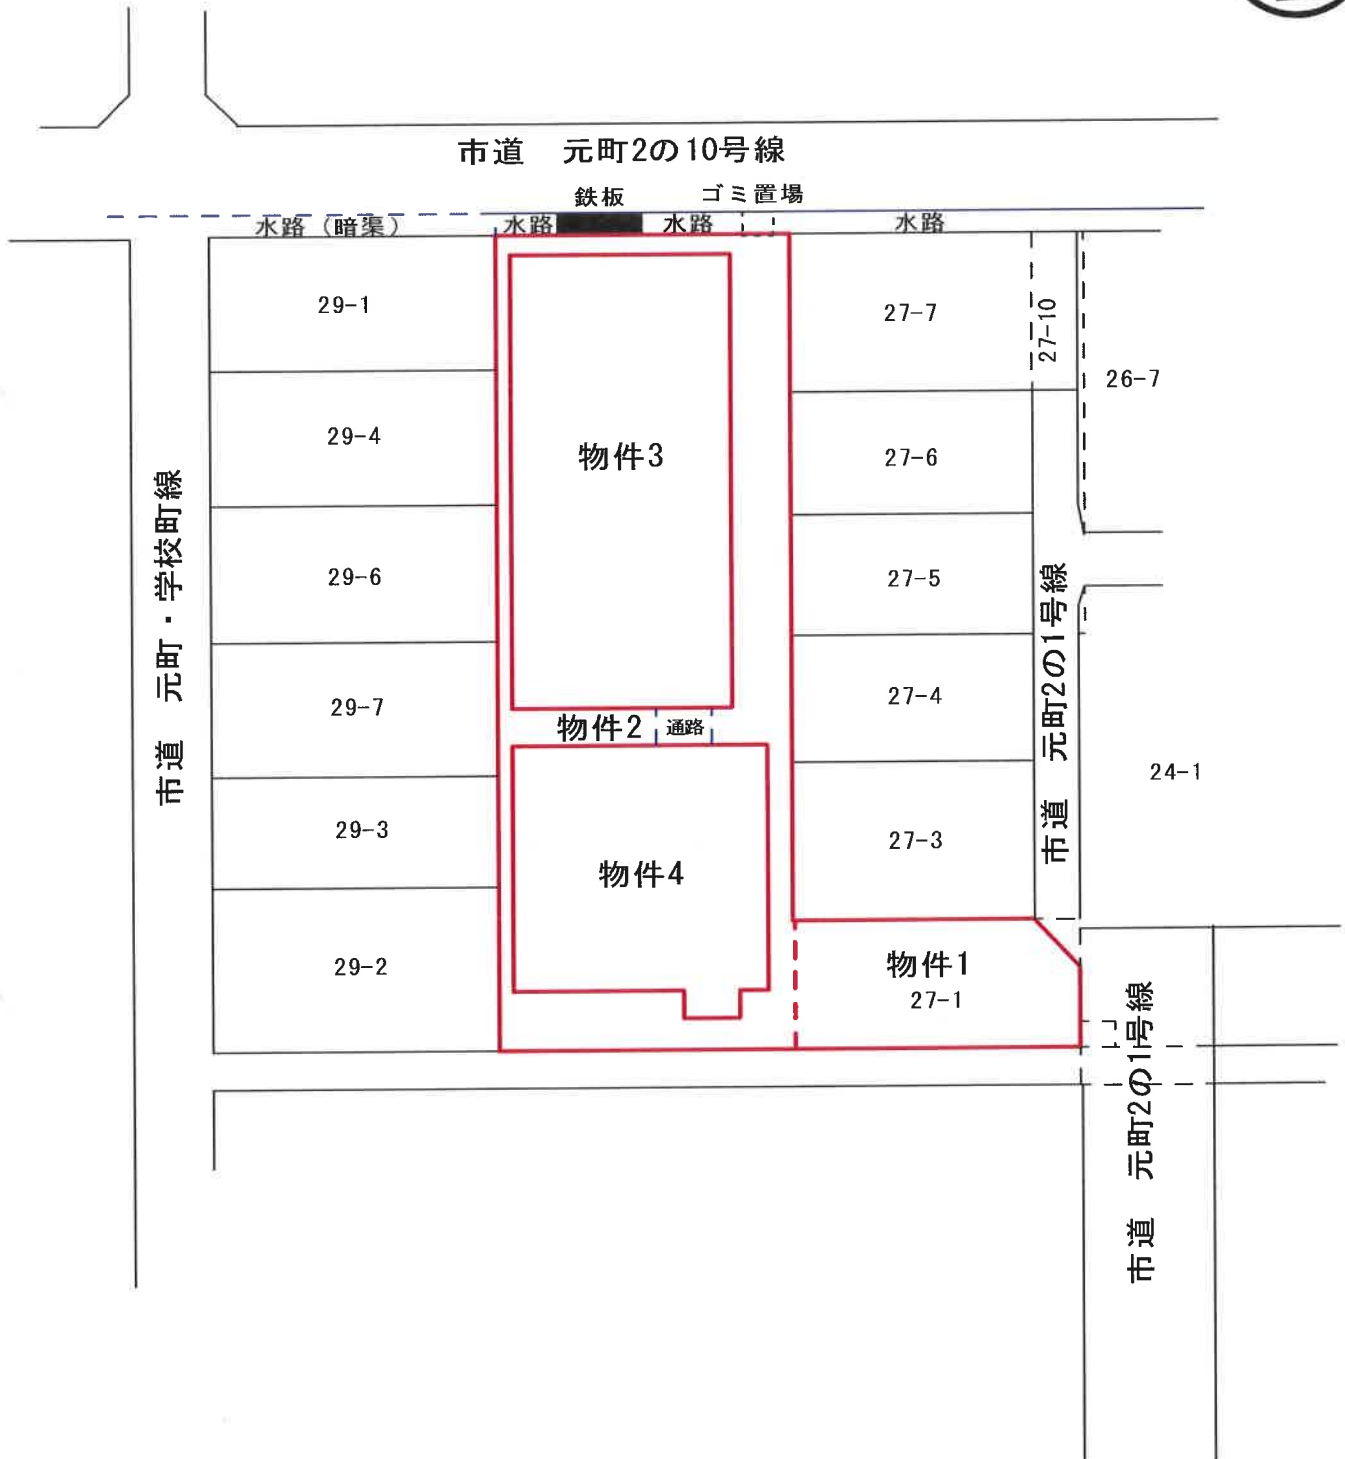 市道　元町2の10号線
鉄板
ゴミ置場
水路（暗渠）
水路
水路
水路
29-1
29-4
29-6
29-7
29-3
29-2
市道　元町・学校町線
物件3
物件2
通路
物件4
27-7
27-10
27-6
27-5
27-4
27-3
物件1
27-1
26-7
24-1
市道　元町2の1号線
市道　元町2の1号線